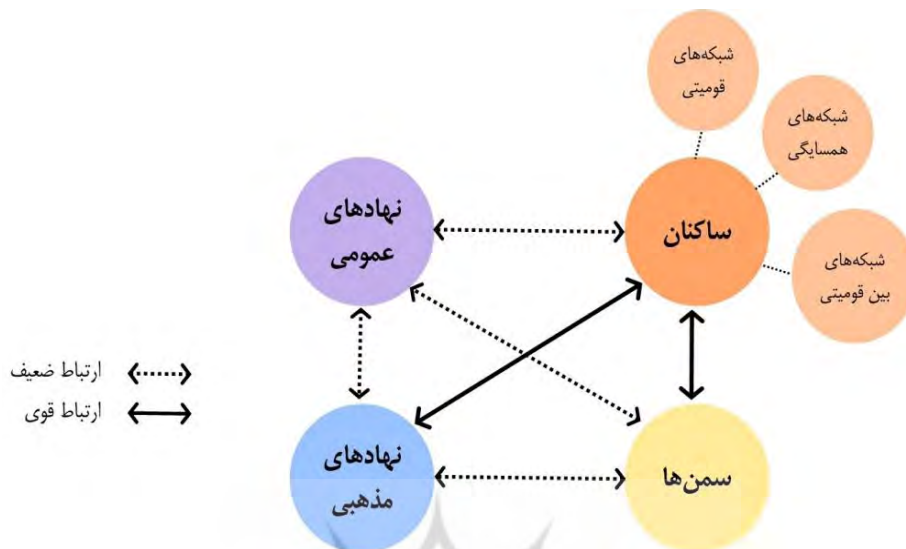 شبکه‌های
قومیتی
شبکه‌های
همسایگی
نهادهای
عمومی
ساکنان
شبکه‌های
بین قومیتی
ارتباط ضعیف
ارتباط قوی
نهادهای
مذهبی
سمن‌ها